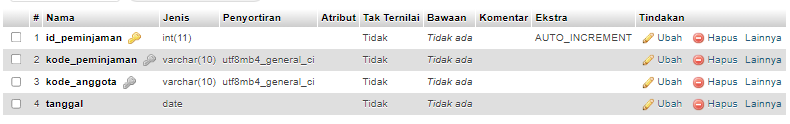 # Nama Jenis Penyortiran Atribut Tak Ternilai Bawaan Komentar Ekstra Tindakan
1 id_peminjaman int(11) Tidak Tidak ada AUTO_INCREMENT Ubah Hapus Lainnya
2 kode_peminjaman varchar(10) utf8mb4_general_ci Tidak Tidak ada Ubah Hapus Lainnya
3 kode_anggota varchar(10) utf8mb4_general_ci Tidak Tidak ada Ubah Hapus Lainnya
4 tanggal date Tidak Tidak ada Ubah Hapus Lainnya